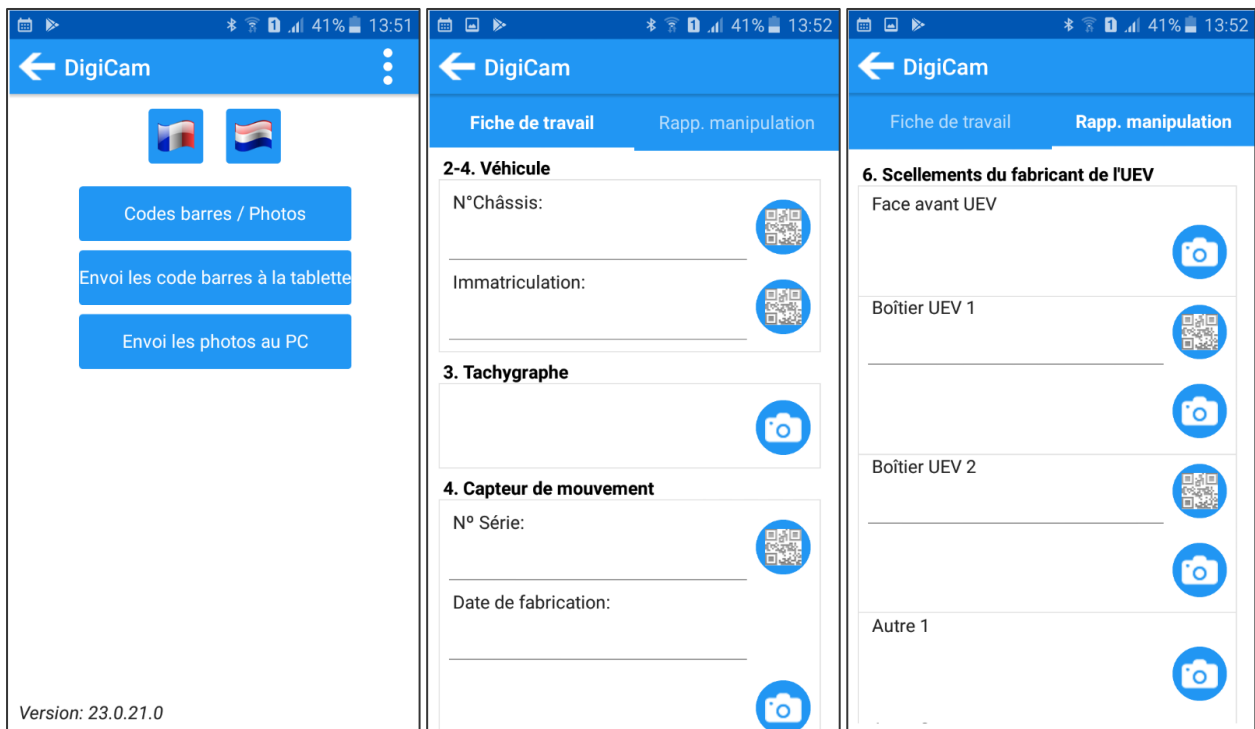 41% 13:51
DigiCam
Codes barres / Photos
Envoi les code barres à la tablette
Envoi les photos au PC
Version: 23.0.21.0
1 41% 13:52
DigiCam
Fiche de travail Rapp. manipulation
2-4. Véhicule
N°Châssis:
Immatriculation:
3. Tachygraphe
4. Capteur de mouvement
Nº Série:
Date de fabrication:
1 41% 13:52
DigiCam
Fiche de travail Rapp. manipulation
6. Scellements du fabricant de l'UEV
Face avant UEV
Boîtier UEV 1
Boîtier UEV 2
Autre 1